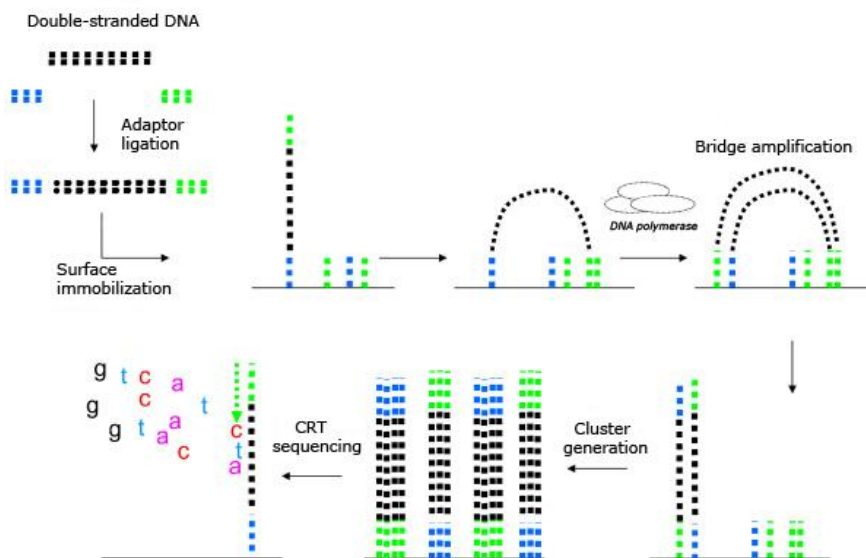 Double-stranded DNA
Adaptor
ligation
Surface
immobilization
DNA polymerase
Bridge amplification
Cluster
generation
CRT
sequencing
g t c a
c
g t
g t a a c
c
t
a